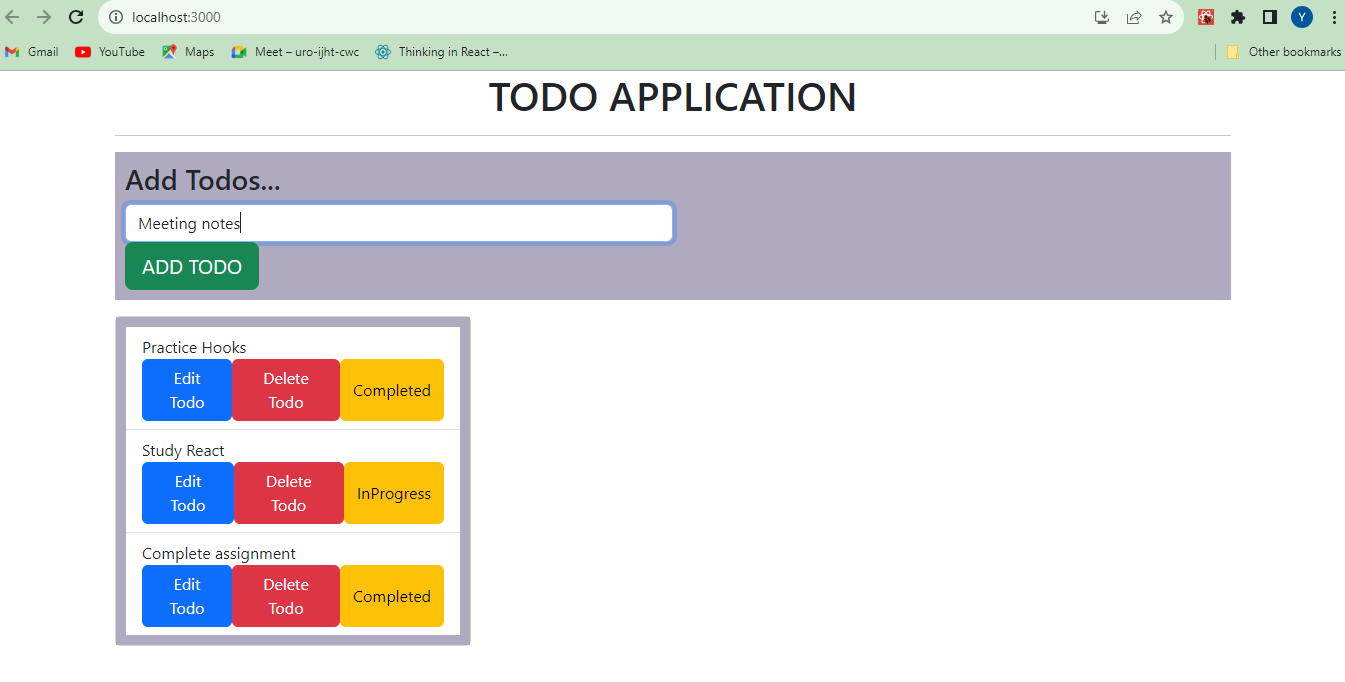 localhost:3000
Y
Gmail YouTube Maps Meet – uro-ijht-cwc Thinking in React –... Other bookmarks
TODO APPLICATION
Add Todos...
Meeting notes
ADD TODO
Practice Hooks
Edit Todo Delete Todo Completed
Study React
Edit Todo Delete Todo InProgress
Complete assignment
Edit Todo Delete Todo Completed